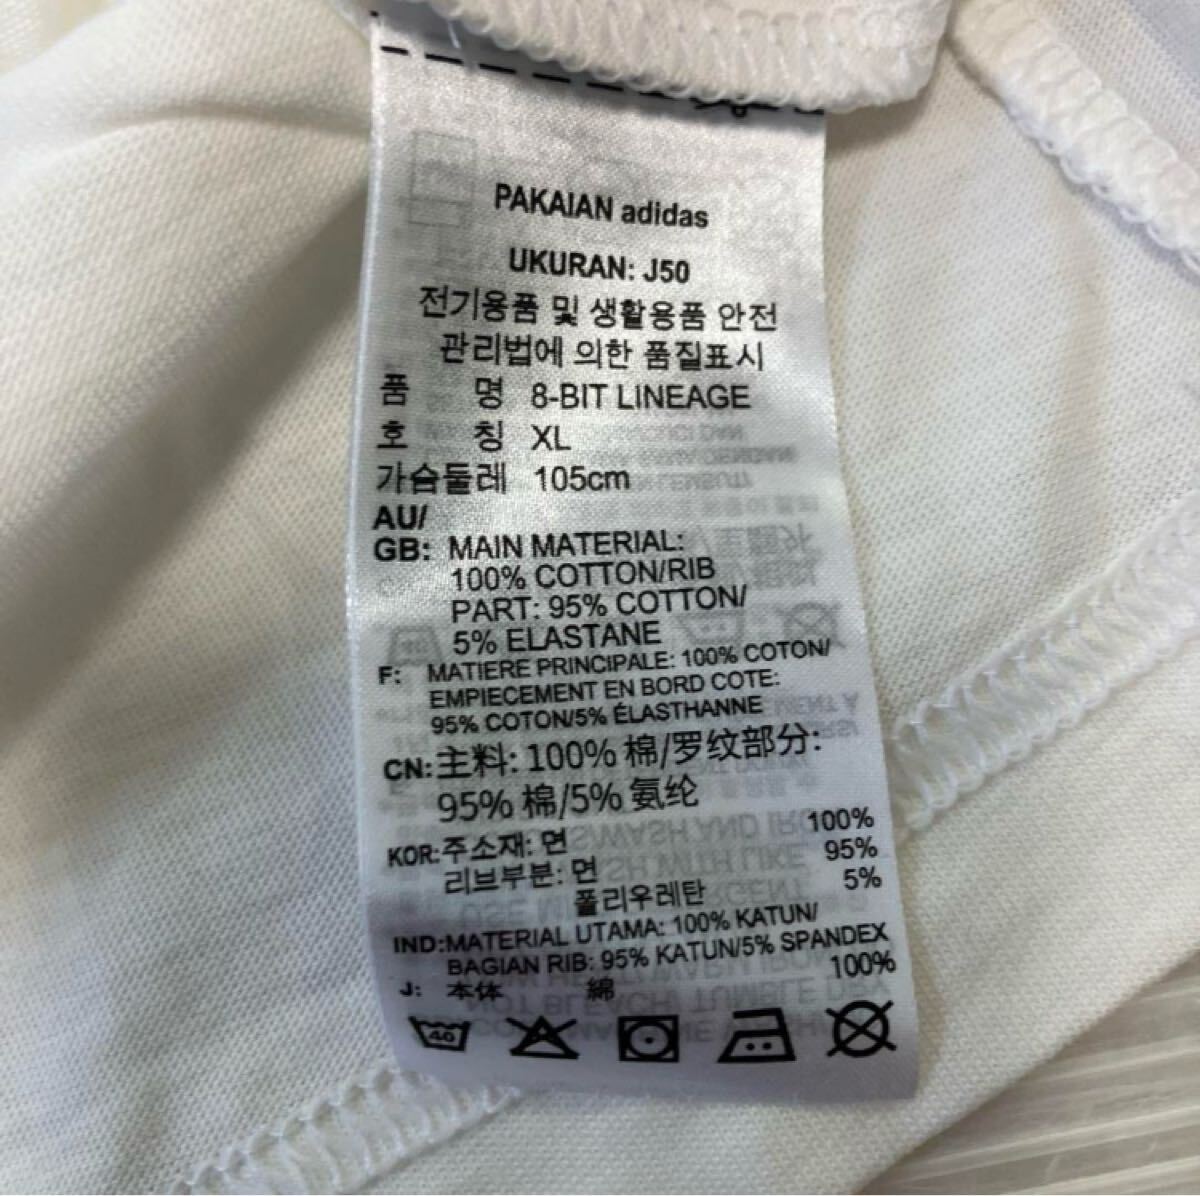 PAKAIAN adidas
UKURAN: J50
전기용품 및 생활용품 안전
관리법에 의한 품질표시
품 명 8-BIT LINEAGE
호 칭 XL
가슴둘레 105cm
AU/
GB: MAIN MATERIAL:
100% COTTON/RIB
PART: 95% COTTON/
5% ELASTANE
F: MATIERE PRINCIPALE: 100% COTON/
EMPIECEMENT EN BORD COTE:
95% COTON/5% ÉLASTHANNE
CN: 主料: 100% 棉/罗纹部分:
95% 棉/5% 氨纶
KOR: 주소재: 면 100%
리브부분: 면 95%
폴리우레탄 5%
IND: MATERIAL UTAMA: 100% KATUN/
BAGIAN RIB: 95% KATUN/5% SPANDEX
J: 本体 綿 100%
40